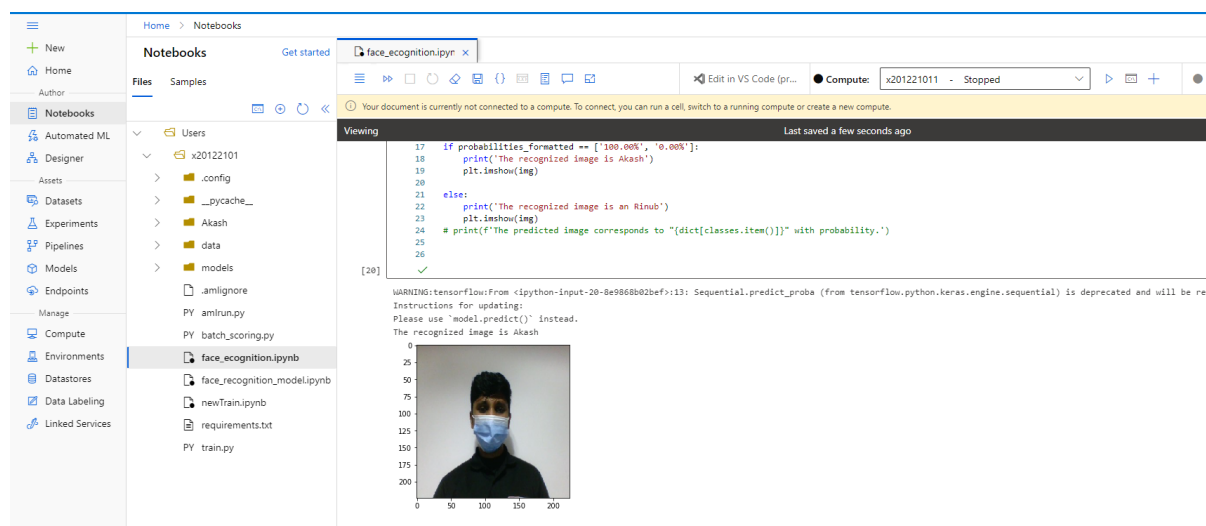 Home > Notebooks
New
Home
Author
Notebooks
Automated ML
Designer
Assets
Datasets
Experiments
Pipelines
Models
Endpoints
Manage
Compute
Environments
Datastores
Data Labeling
Linked Services
Notebooks
Get started
Files
Samples
Users
x20122101
.config
__pycache__
Akash
data
models
.amlignore
PY amlrun.py
PY batch_scoring.py
face_ecognition.ipynb
face_recognition_model.ipynb
newTrain.ipynb
requirements.txt
PY train.py
face_ecognition.ipyn ×
Edit in VS Code (pr... Compute: x201221011 - Stopped
Your document is currently not connected to a compute. To connect, you can run a cell, switch to a running compute or create a new compute.
Viewing Last saved a few seconds ago
17 if probabilities_formatted == ['100.00%', '0.00%']:
18 print('The recognized image is Akash')
19 plt.imshow(img)
20
21 else:
22 print('The recognized image is an Rinub')
23 plt.imshow(img)
24 # print(f'The predicted image corresponds to "{dict[classes.item()]}" with probability.')
25
26
[20]
WARNING:tensorflow:From <ipython-input-20-8e9868b02bef>:13: Sequential.predict_proba (from tensorflow.python.keras.engine.sequential) is deprecated and will be re
Instructions for updating:
Please use `model.predict()` instead.
The recognized image is Akash
0
25
50
75
100
125
150
175
200
0 50 100 150 200